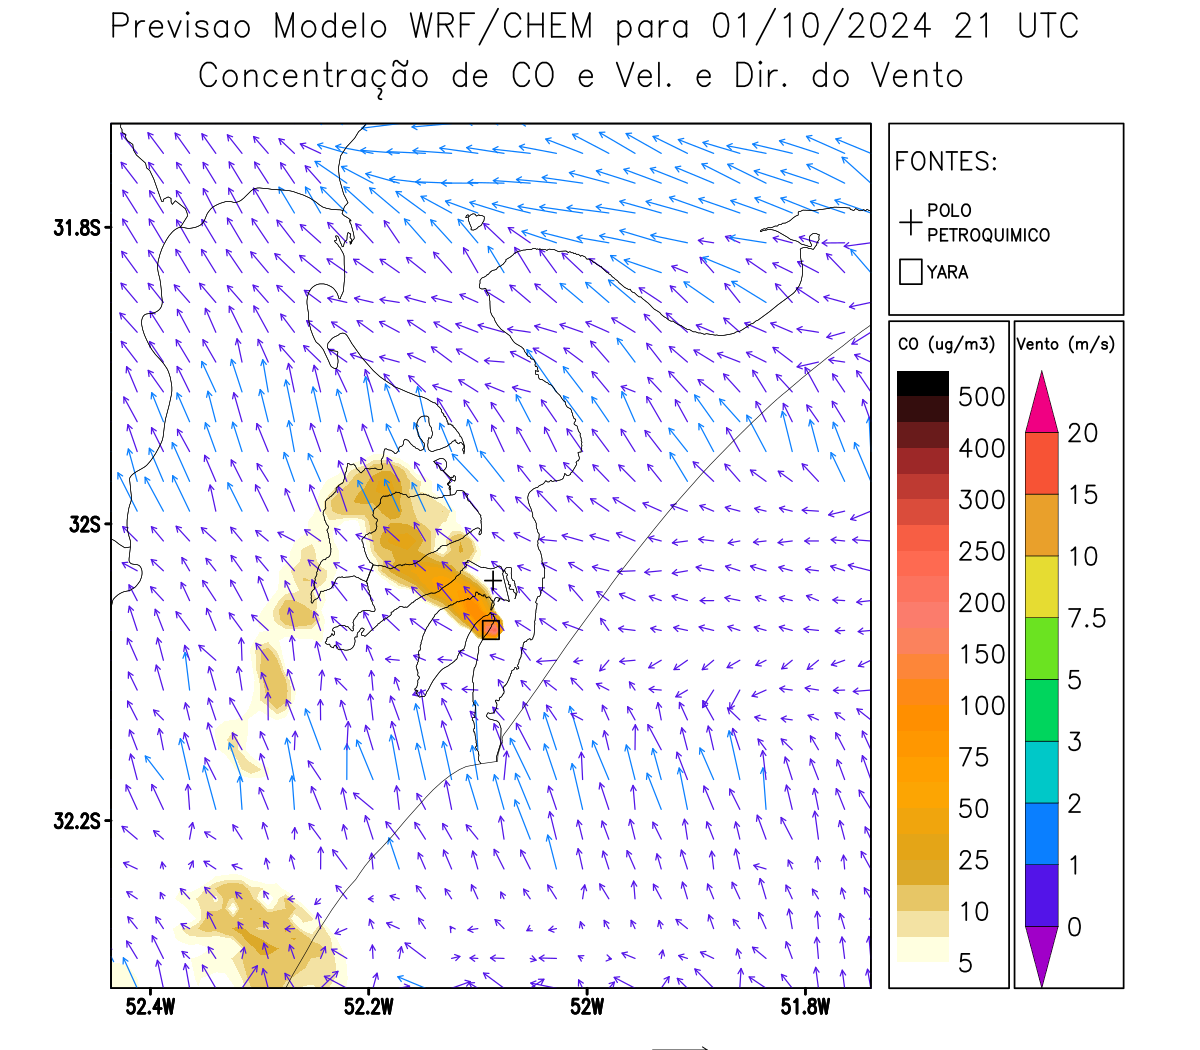 Previsao Modelo WRF/CHEM para 01/10/2024 21 UTC
Concentração de CO e Vel. e Dir. do Vento
FONTES:
POLO
PETROQUIMICO
YARA
31.8S
32S
32.2S
52.4W 52.2W 52W 51.8W
CO (ug/m3)
500
400
300
250
200
150
100
75
50
25
10
5
Vento (m/s)
20
15
10
7.5
5
3
2
1
0